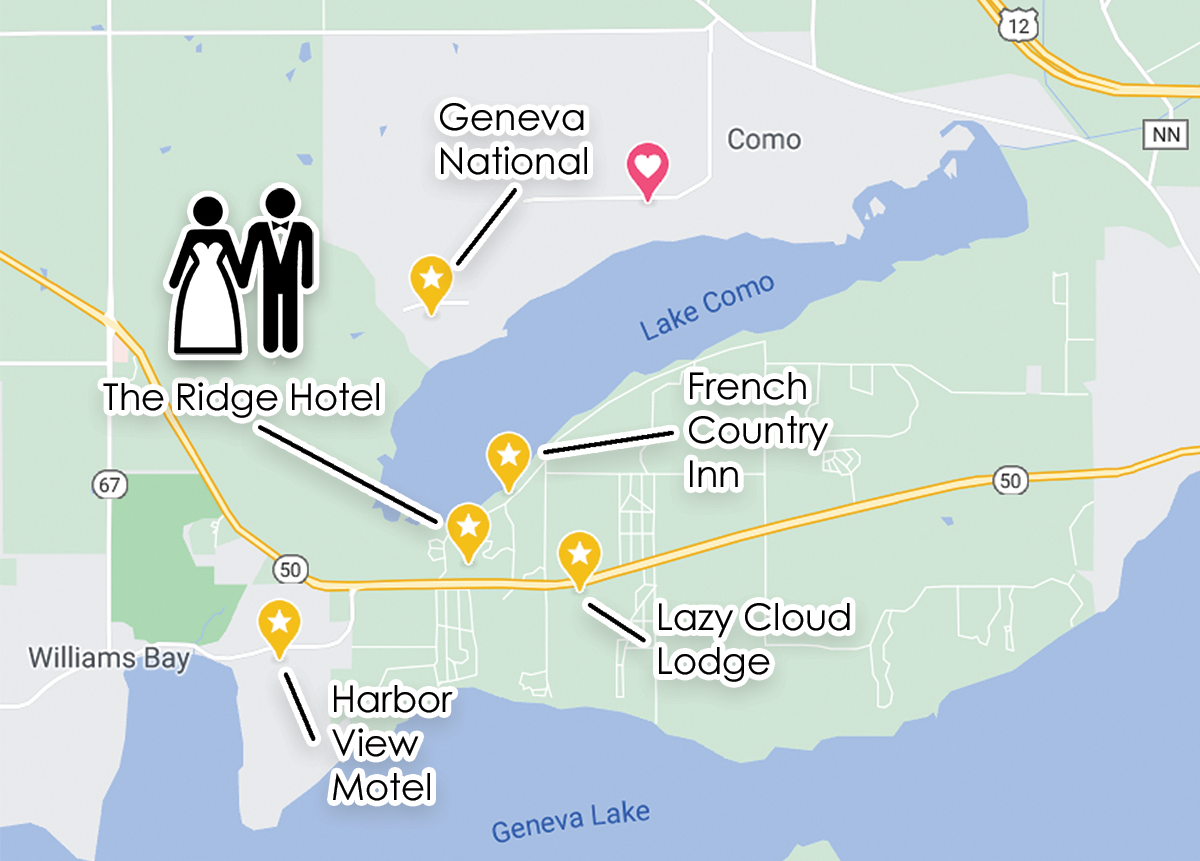 12
Geneva
National
Como
NN
Lake Como
The Ridge Hotel
French
Country
Inn
67
50
50
Lazy Cloud
Lodge
Williams Bay
Harbor
View
Motel
Geneva Lake